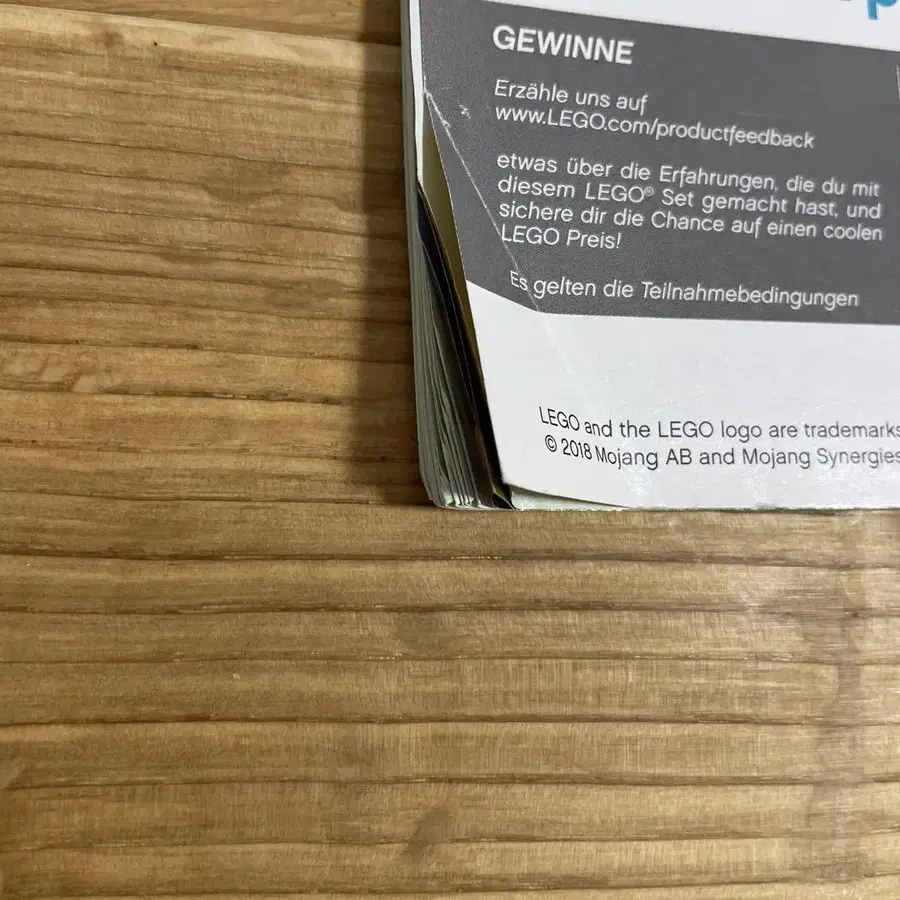 GEWINNE
Erzähle uns auf
www.LEGO.com/productfeedback
etwas über die Erfahrungen, die du mit
diesem LEGO® Set gemacht hast, und
sichere dir die Chance auf einen coolen
LEGO Preis!
Es gelten die Teilnahmebedingungen
LEGO and the LEGO logo are trademarks
© 2018 Mojang AB and Mojang Synergies